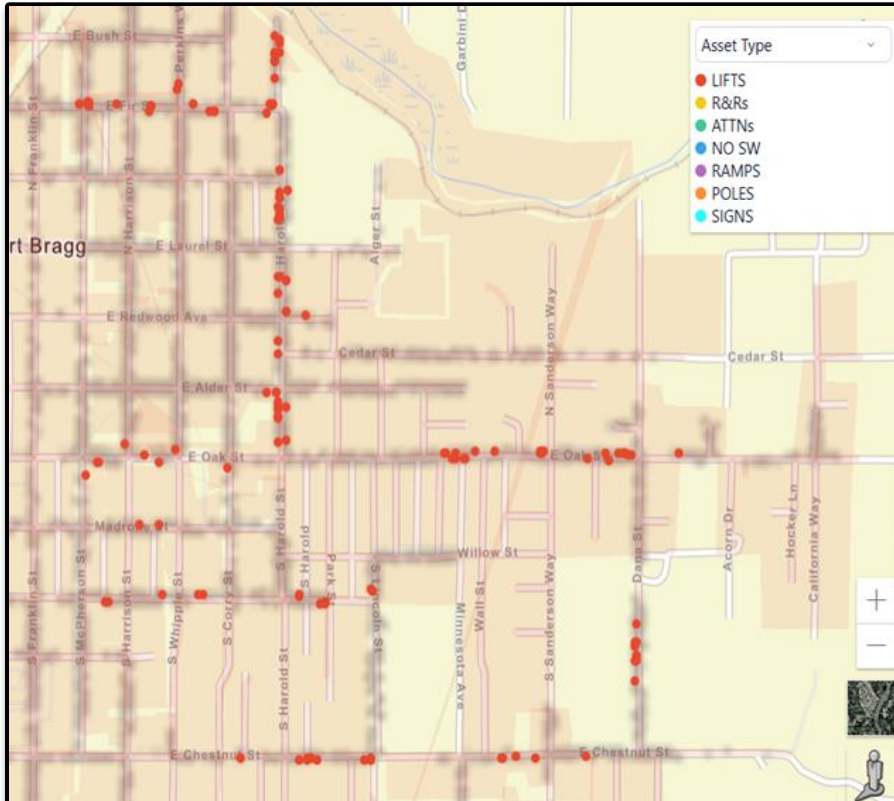 E Bush St
Perkins W
Garbini D
Asset Type
LIFTS
R&Rs
ATTNs
NO SW
RAMPS
POLES
SIGNS
E Fir S
N Franklin St
N Harrison St
Harol
Alger St
rt Bragg
E Laurel St
E Redwood Ave
Cedar St
Cedar St
N Sanderson Way
E Alder St
E Oak St
E Oak S
Madrone St
Willow St
S Harold St
S Harold
Park St
S Lincoln St
Dana St
Acorn Dr
Hocker Ln
California Way
S Franklin St
S McPherson St
S Harrison St
S Whipple St
S Corry St
S Harold St
Minnesota Ave
Wall St
S Sanderson Way
E Chestnut St
E Chestnut St